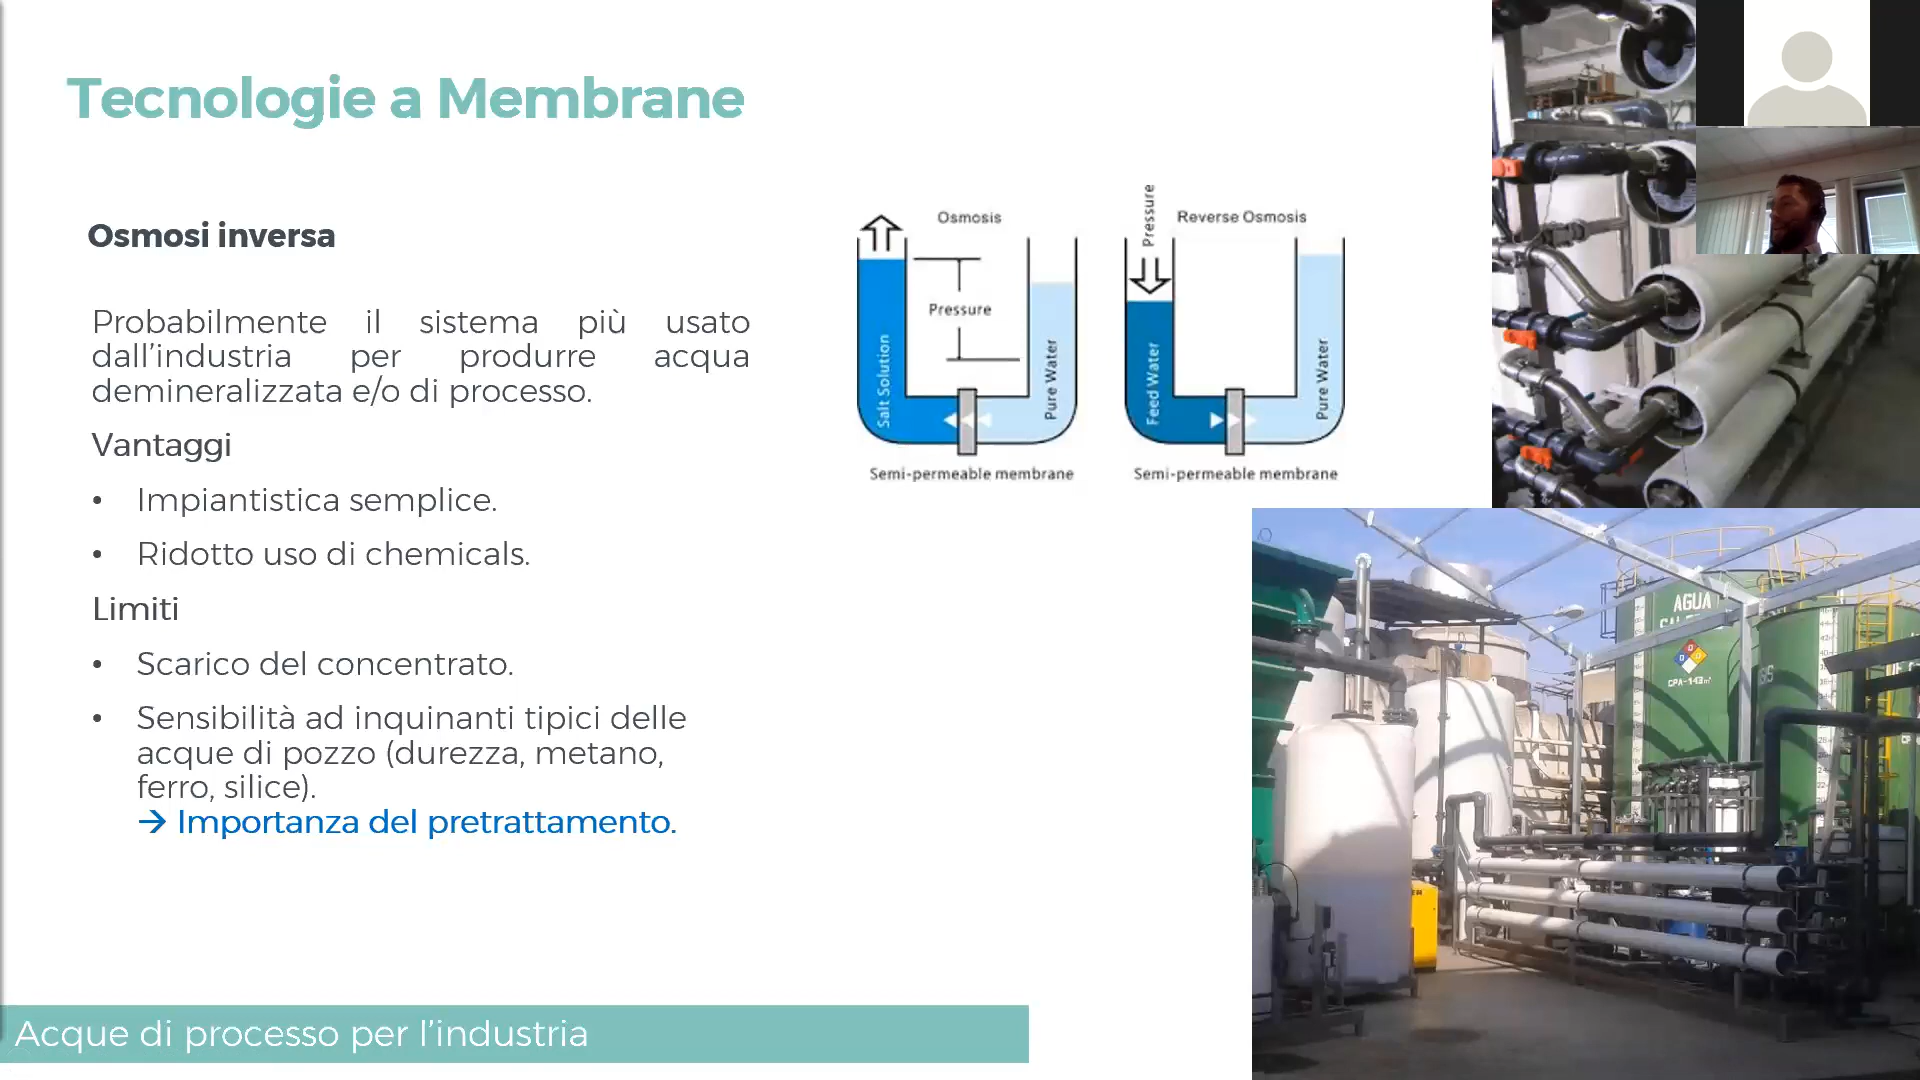 Tecnologie a Membrane
Osmosi inversa
Probabilmente il sistema più usato
dall’industria per produrre acqua
demineralizzata e/o di processo.
Vantaggi
• Impiantistica semplice.
• Ridotto uso di chemicals.
Limiti
• Scarico del concentrato.
• Sensibilità ad inquinanti tipici delle
acque di pozzo (durezza, metano,
ferro, silice).
→ Importanza del pretrattamento.
Osmosis
Pressure
Salt Solution
Pure Water
Semi-permeable membrane
Reverse Osmosis
Pressure
Feed Water
Pure Water
Semi-permeable membrane
AGUA
Acque di processo per l’industria